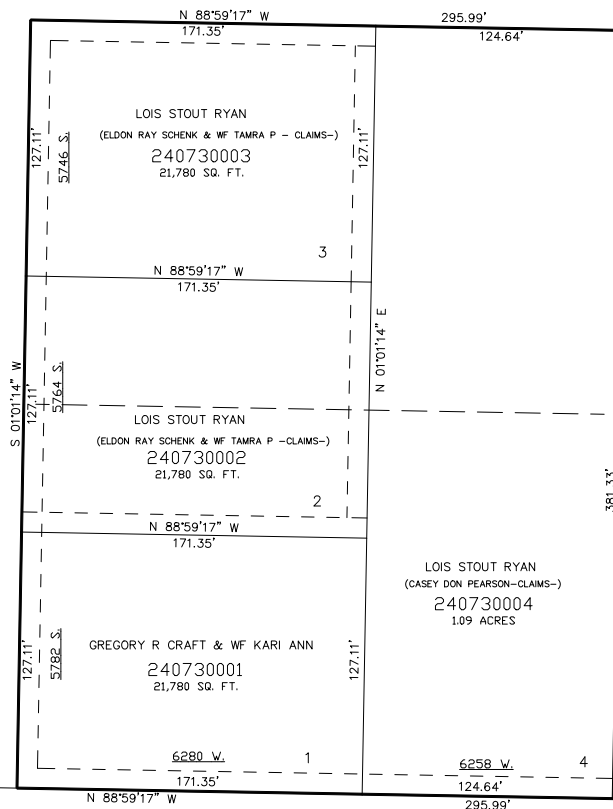 N 88°59'17" W
295.99'
171.35'
124.64'
LOIS STOUT RYAN
(ELDON RAY SCHENK & WF TAMRA P - CLAIMS-)
240730003
21,780 SQ. FT.
127.11'
5746 S.
127.11'
3
N 88°59'17" W
171.35'
S 01°01'14" W
127.11'
5764 S.
N 01°01'14" E
LOIS STOUT RYAN
(ELDON RAY SCHENK & WF TAMRA P -CLAIMS-)
240730002
21,780 SQ. FT.
2
381.33'
N 88°59'17" W
171.35'
LOIS STOUT RYAN
(CASEY DON PEARSON-CLAIMS-)
240730004
1.09 ACRES
GREGORY R CRAFT & WF KARI ANN
240730001
21,780 SQ. FT.
127.11'
5782 S.
127.11'
6280 W.
1
6258 W.
4
171.35'
124.64'
N 88°59'17" W
295.99'